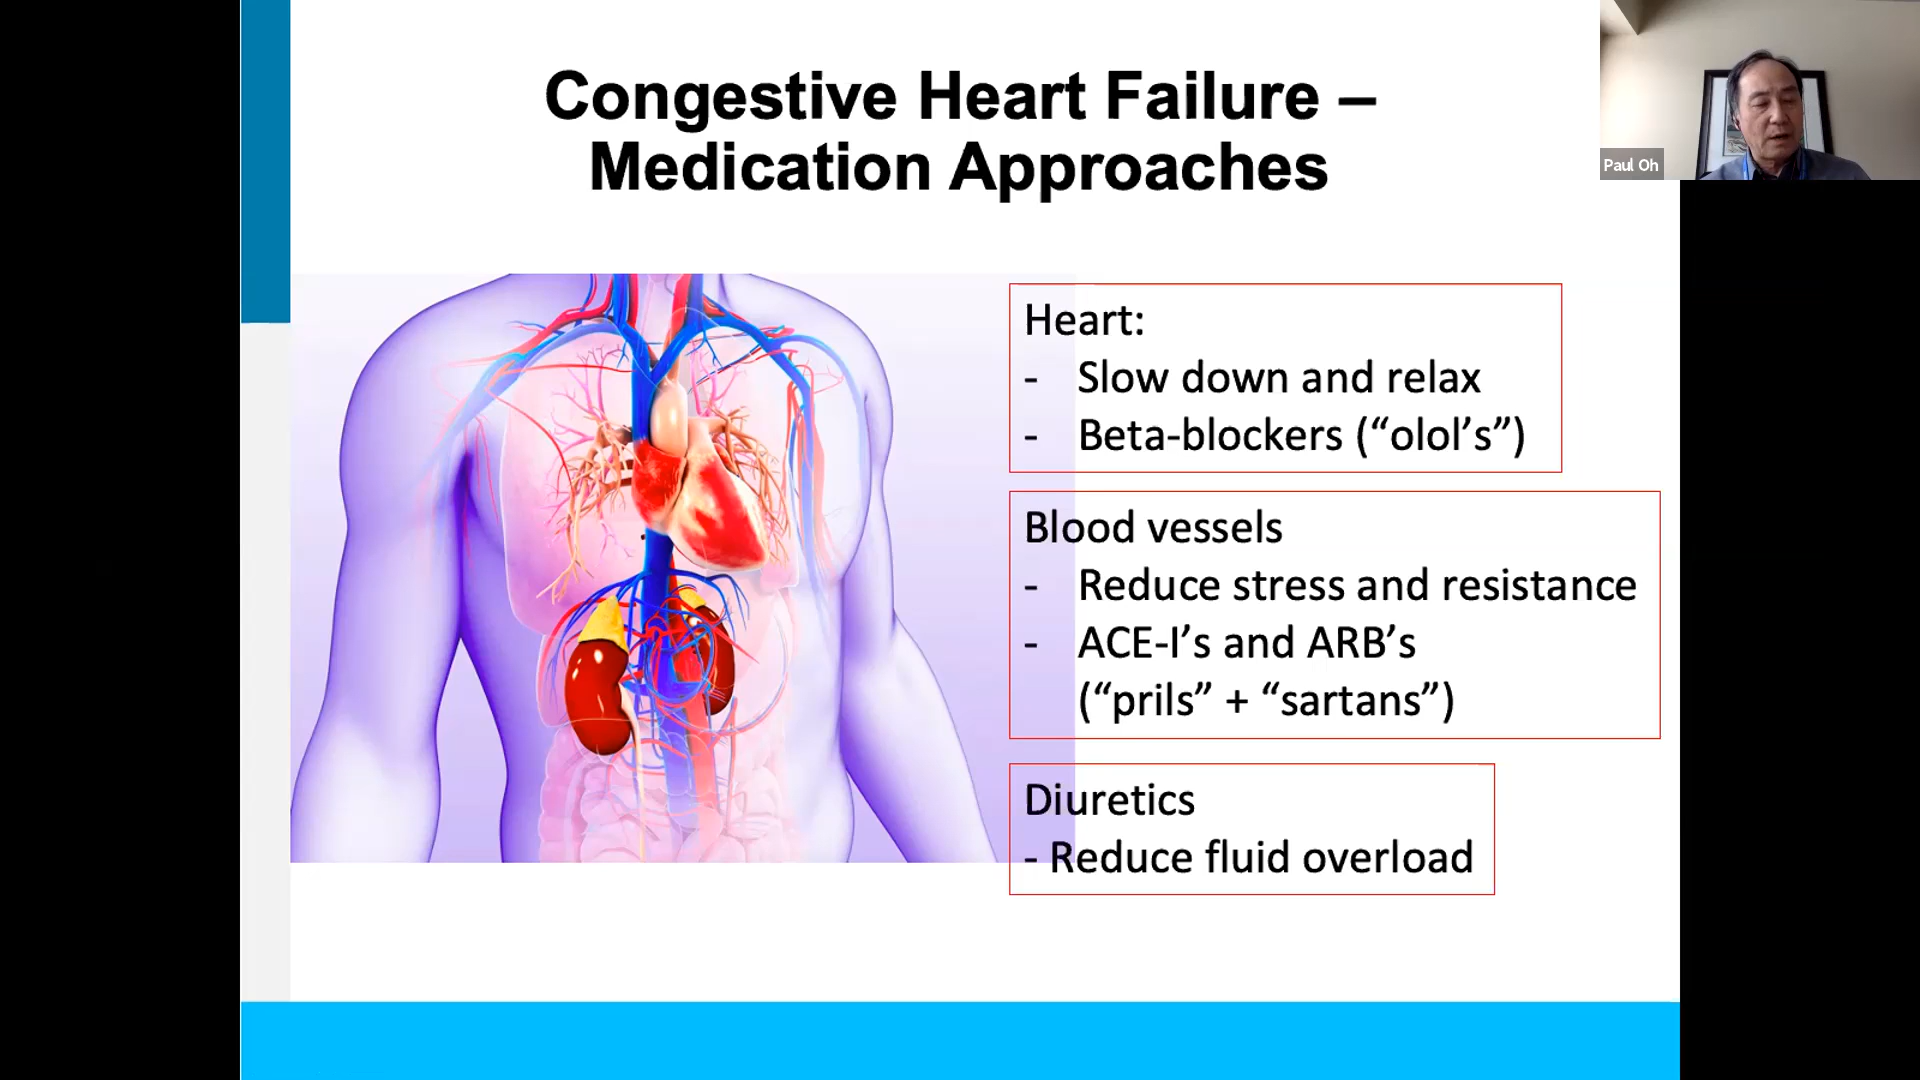 Congestive Heart Failure –
Medication Approaches
Paul Oh
Heart:
- Slow down and relax
- Beta-blockers (“olol’s”)
Blood vessels
- Reduce stress and resistance
- ACE-I’s and ARB’s
(“prils” + “sartans”)
Diuretics
- Reduce fluid overload